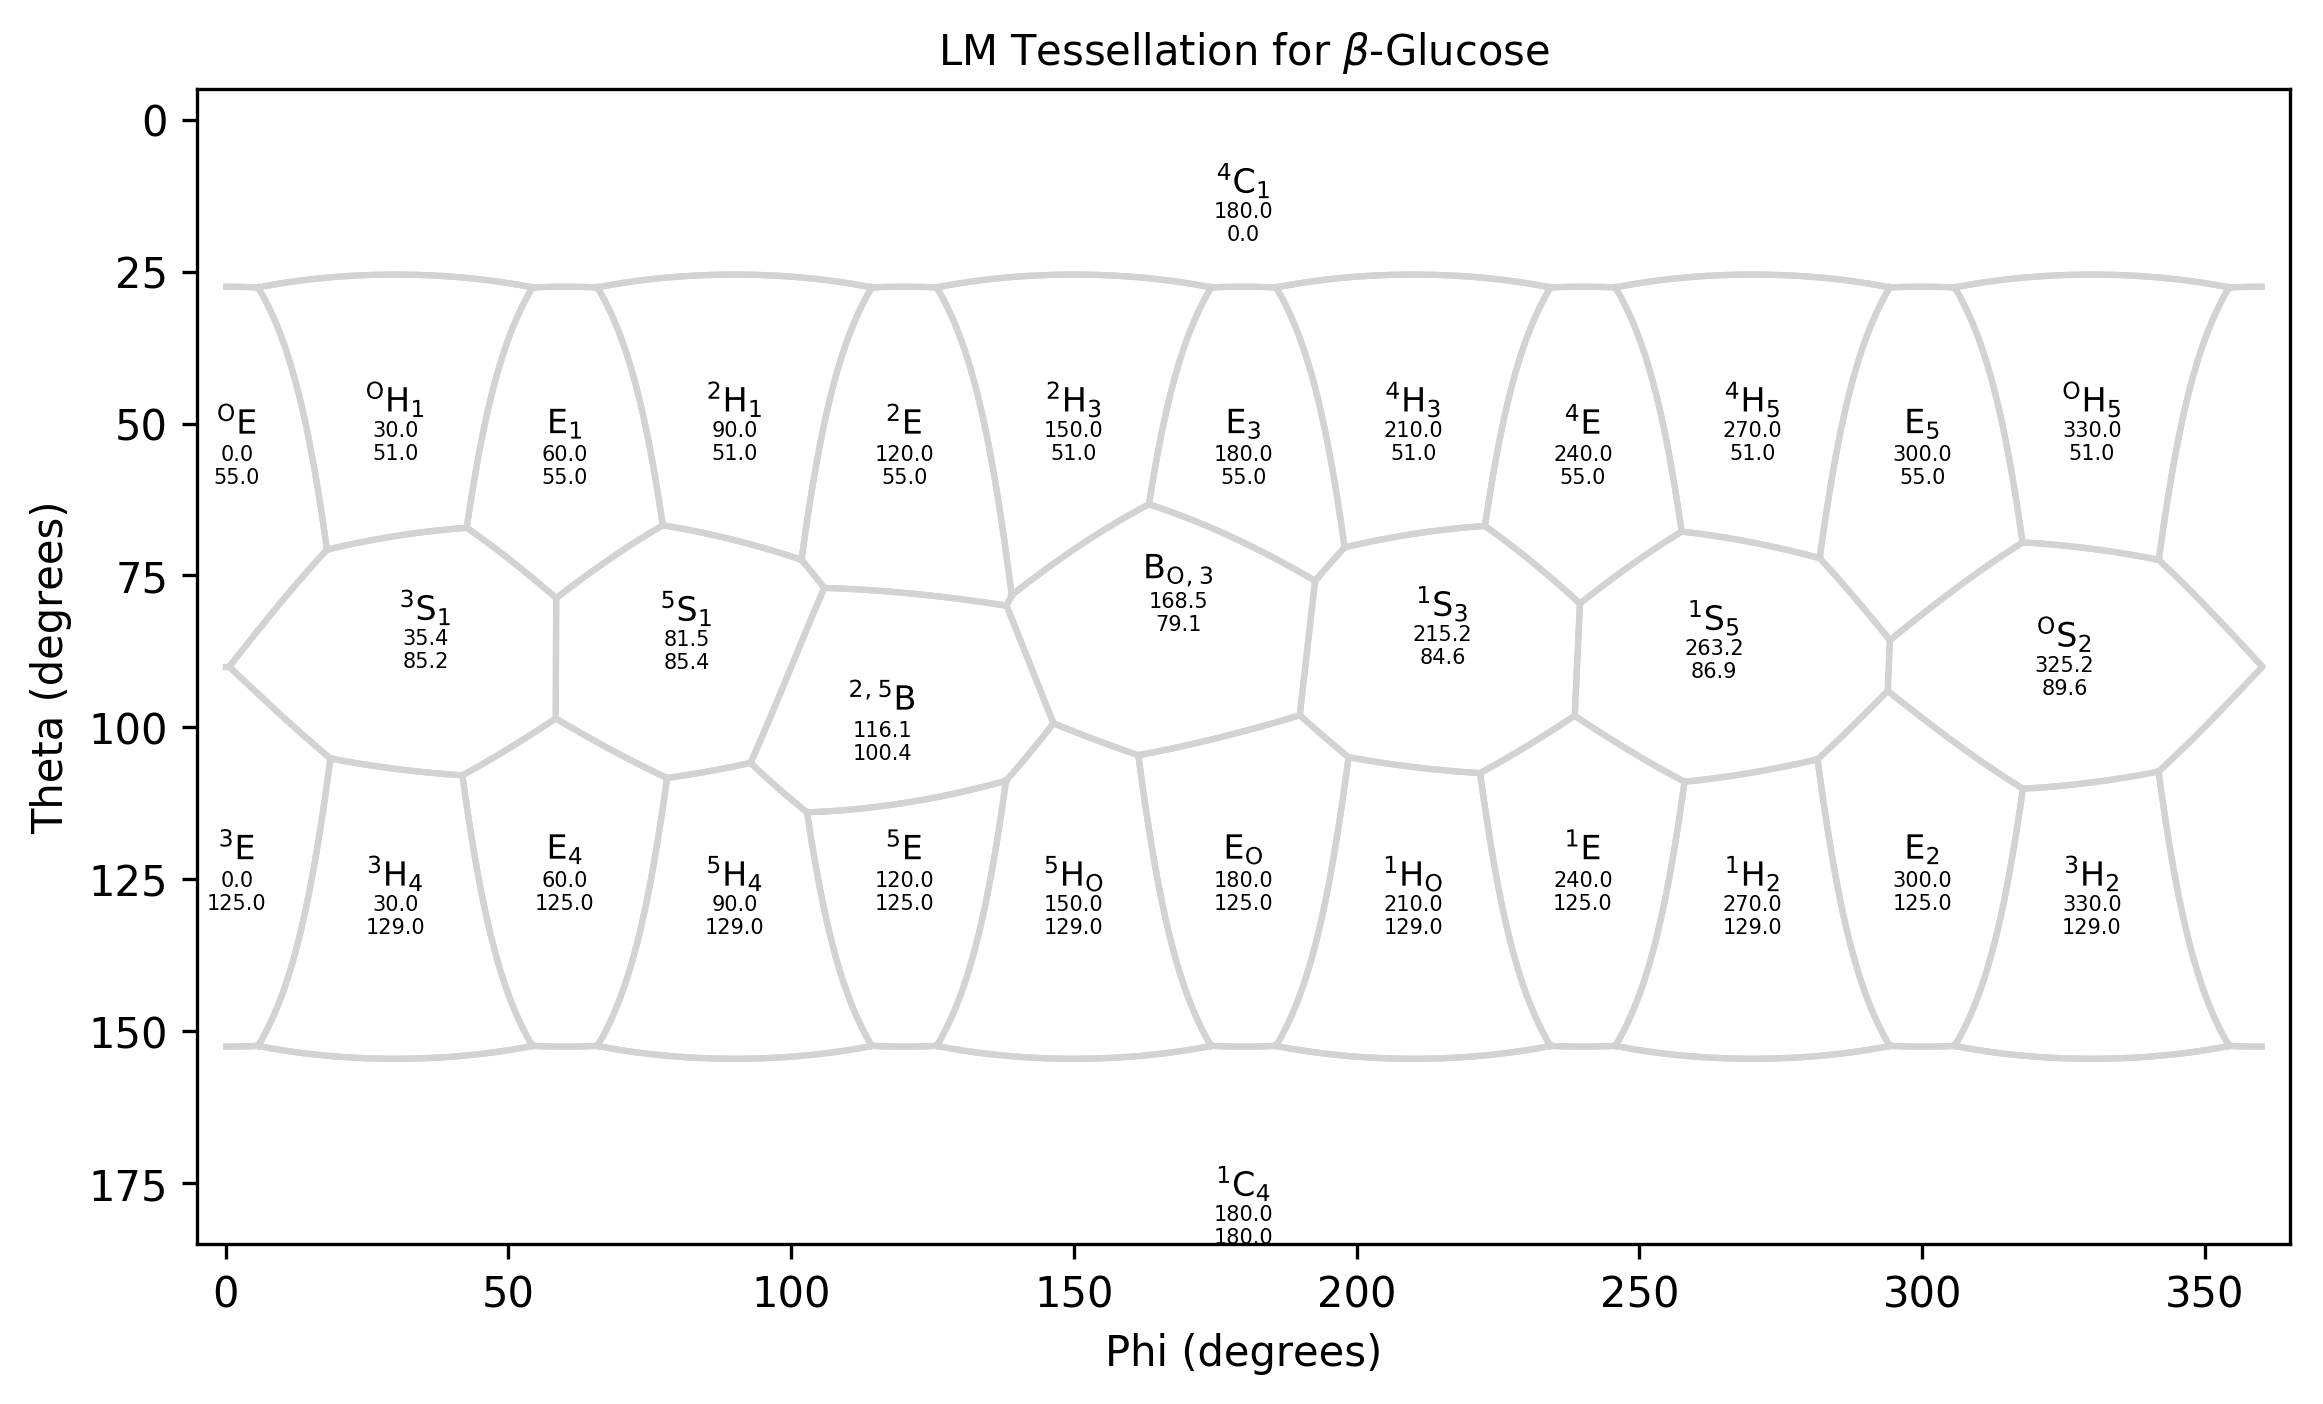 LM Tessellation for β-Glucose
0
25
50
75
100
125
150
175
Theta (degrees)
⁴C₁
180.0
0.0
ᴼE
0.0
55.0
ᴼH₁
30.0
51.0
E₁
60.0
55.0
²H₁
90.0
51.0
²E
120.0
55.0
²H₃
150.0
51.0
E₃
180.0
55.0
⁴H₃
210.0
51.0
⁴E
240.0
55.0
⁴H₅
270.0
51.0
E₅
300.0
55.0
ᴼH₅
330.0
51.0
³S₁
35.4
85.2
⁵S₁
81.5
85.4
²,⁵B
116.1
100.4
B_O,3
168.5
79.1
¹S₃
215.2
84.6
¹S₅
263.2
86.9
ᴼS₂
325.2
89.6
³E
0.0
125.0
³H₄
30.0
129.0
E₄
60.0
125.0
⁵H₄
90.0
129.0
⁵E
120.0
125.0
⁵H_O
150.0
129.0
E_O
180.0
125.0
¹H_O
210.0
129.0
¹E
240.0
125.0
¹H₂
270.0
129.0
E₂
300.0
125.0
³H₂
330.0
129.0
¹C₄
180.0
180.0
0
50
100
150
200
250
300
350
Phi (degrees)